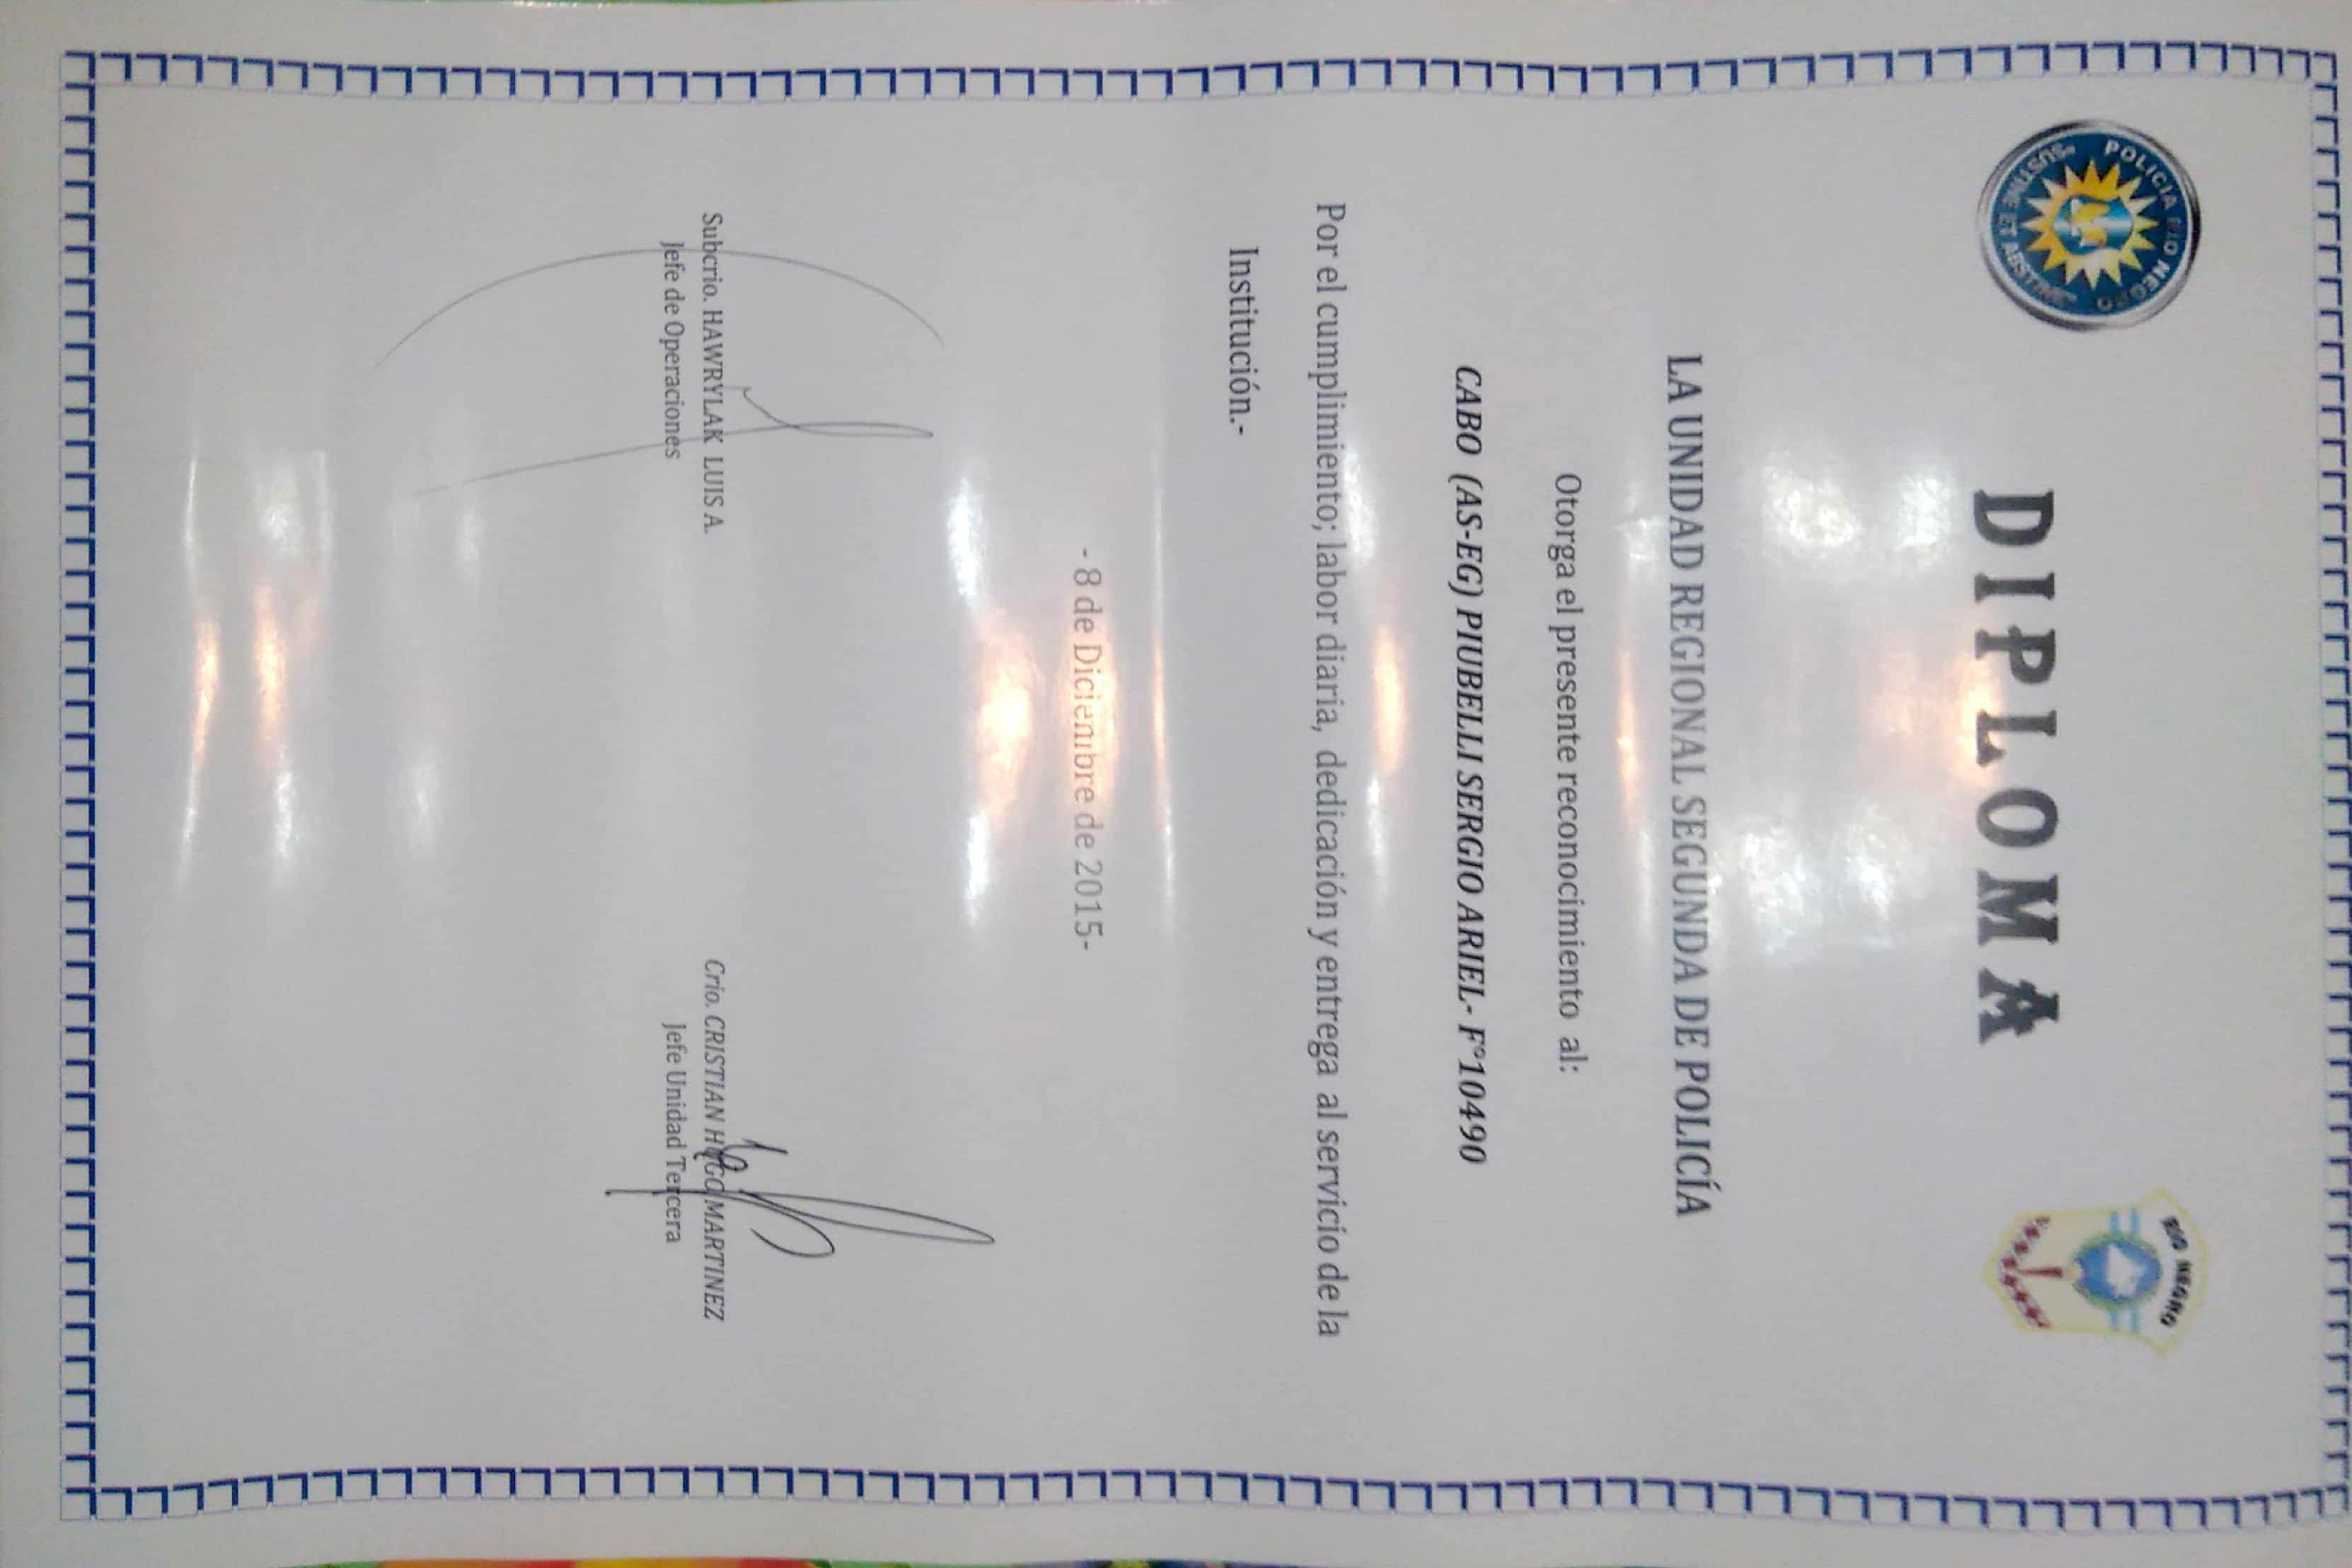 POLICIA RIO NEGRO
"SUSTINE ET ABSTINE"
RIO NEGRO
DIPLOMA
LA UNIDAD REGIONAL SEGUNDA DE POLICÍA
Otorga el presente reconocimiento al:
CABO (AS-EG) PIUBELLI SERGIO ARIEL- F°10490
Por el cumplimiento; labor diaria, dedicación y entrega al servicio de la
Institución.-
- 8 de Diciembre de 2015-
Subcrio. HAWRYLAK LUIS A.
Jefe de Operaciones
Crio. CRISTIAN HUGO MARTINEZ
Jefe Unidad Tercera